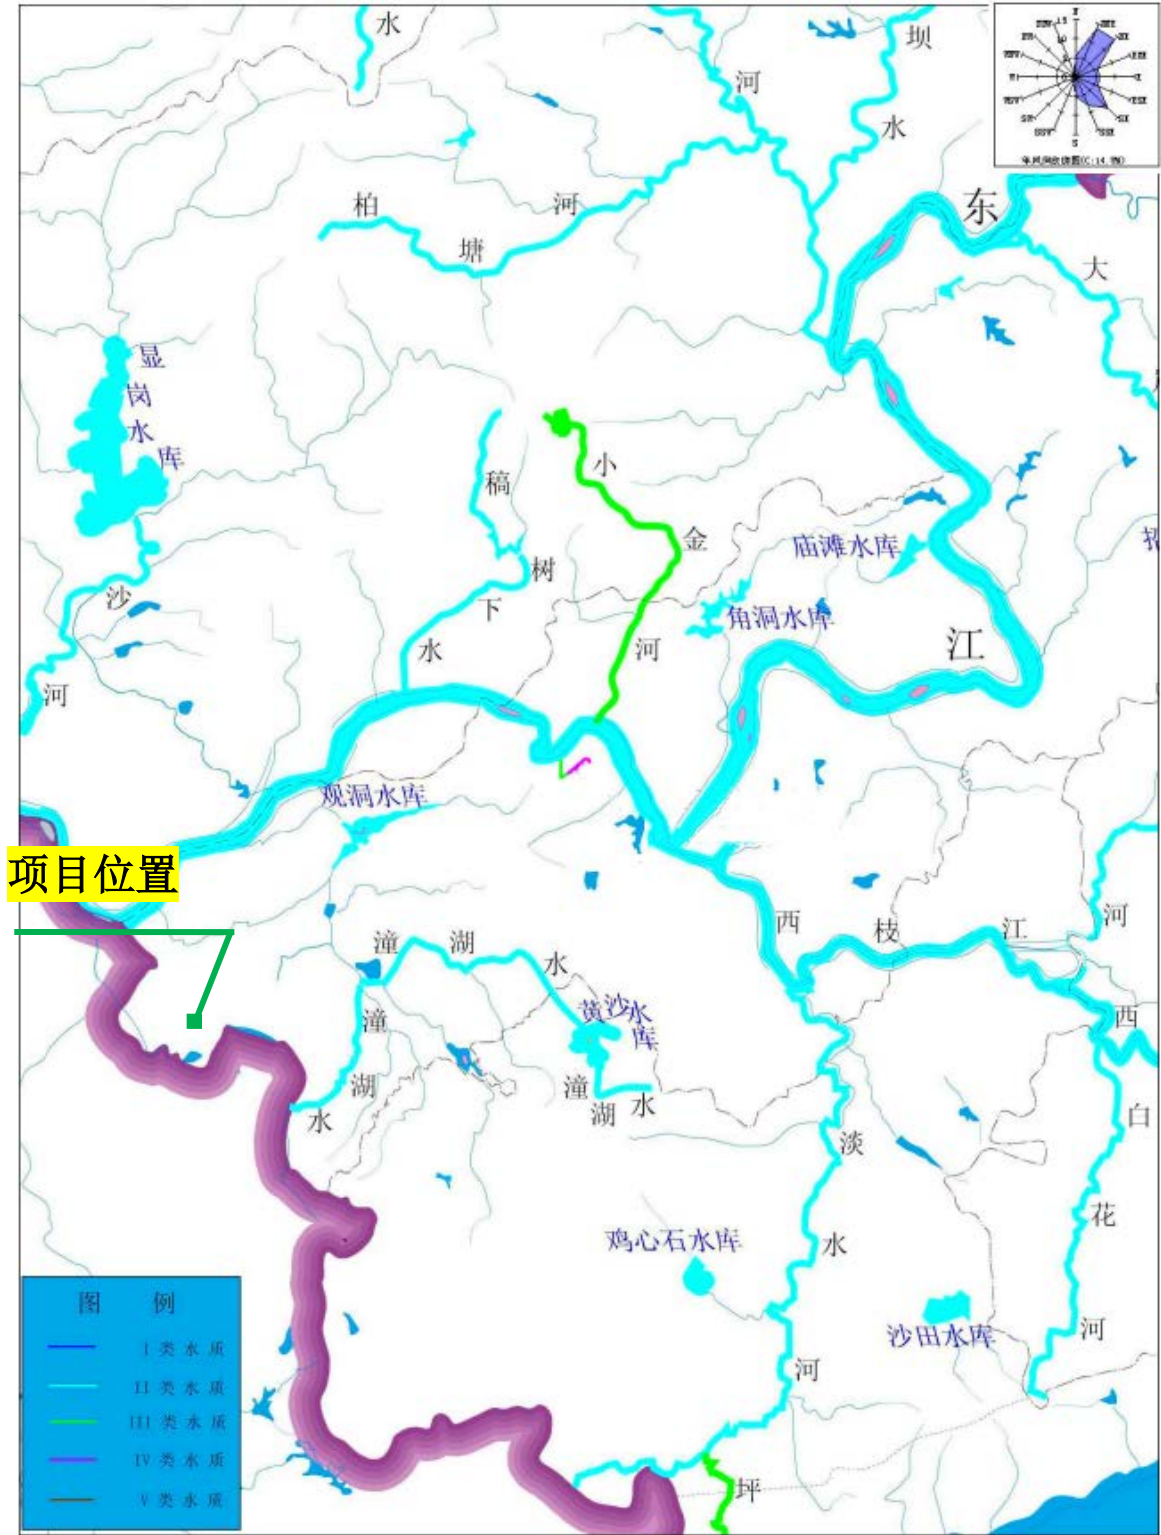 水
河
坝
水
N
E
S
W
东
柏
塘
河
大
显
岗
水
库
小
金
河
稿
树
下
水
庙滩水库
角洞水库
江
沙
河
观洞水库
项目位置
西
枝
江
河
西
潼
湖
水
潼
湖
水
黄沙水
库
潼
湖
水
淡
水
河
白
花
河
鸡心石水库
沙田水库
坪
图 例
I 类 水 质
II 类 水 质
III 类 水 质
IV 类 水 质
V 类 水 质